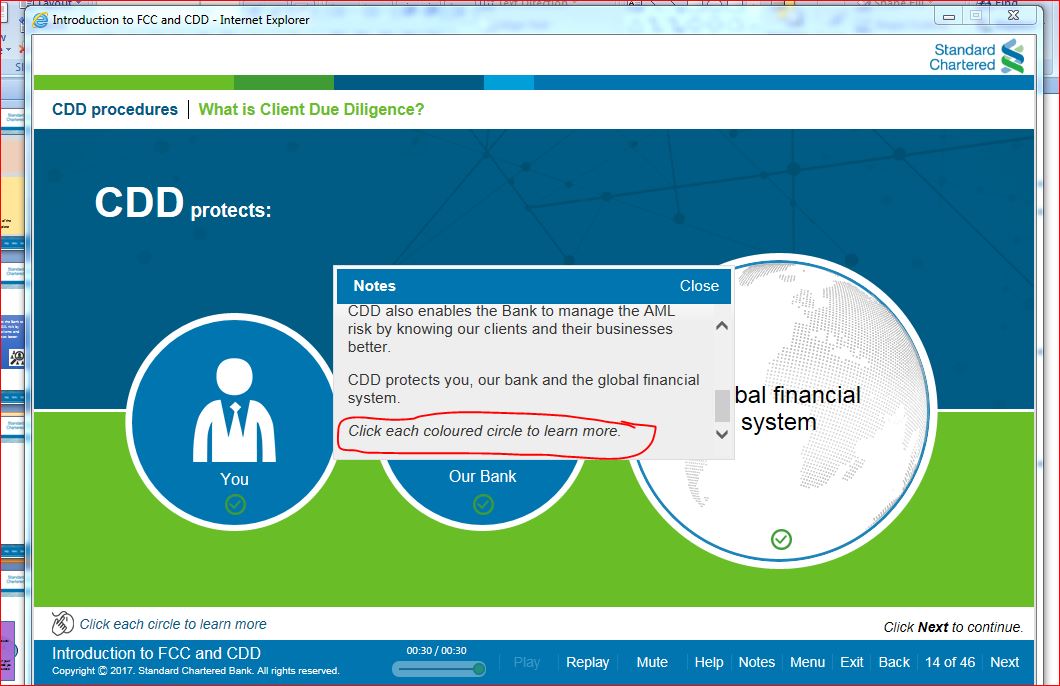 Introduction to FCC and CDD - Internet Explorer
Standard
Chartered
CDD procedures | What is Client Due Diligence?
CDD protects:
Notes Close
CDD also enables the Bank to manage the AML
risk by knowing our clients and their businesses
better.
CDD protects you, our bank and the global financial
system.
Click each coloured circle to learn more.
You
Our Bank
bal financial
system
Click each circle to learn more
Click Next to continue.
Introduction to FCC and CDD
Copyright © 2017. Standard Chartered Bank. All rights reserved.
00:30 / 00:30
Play Replay Mute Help Notes Menu Exit Back 14 of 46 Next